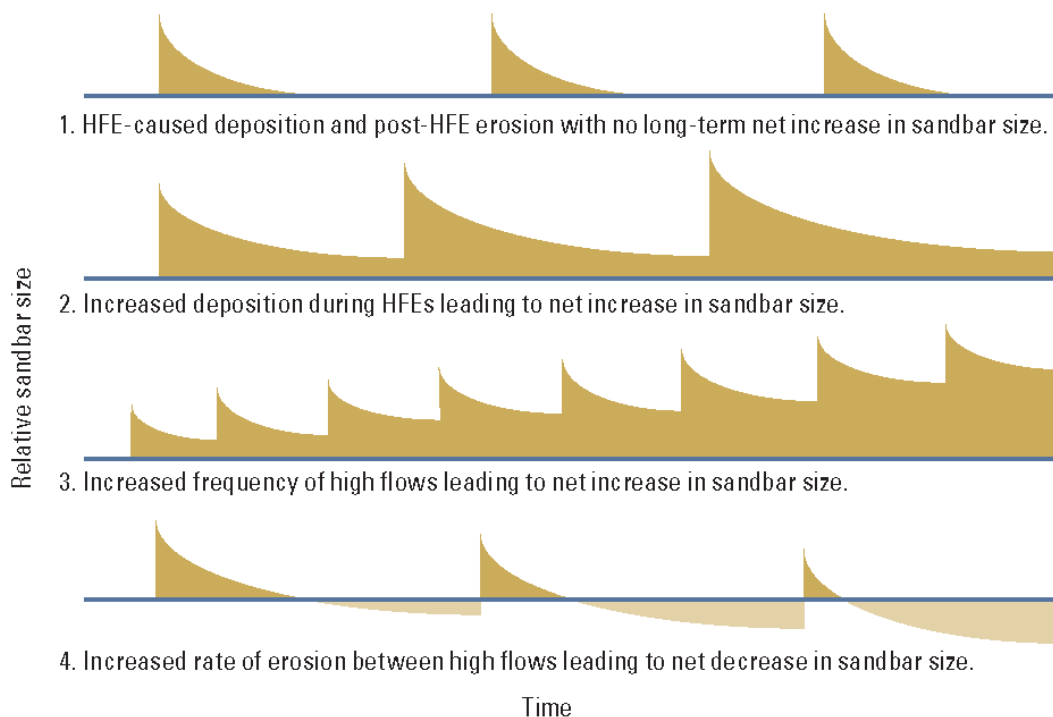 1. HFE-caused deposition and post-HFE erosion with no long-term net increase in sandbar size.
2. Increased deposition during HFEs leading to net increase in sandbar size.
Relative sandbar size
3. Increased frequency of high flows leading to net increase in sandbar size.
4. Increased rate of erosion between high flows leading to net decrease in sandbar size.
Time